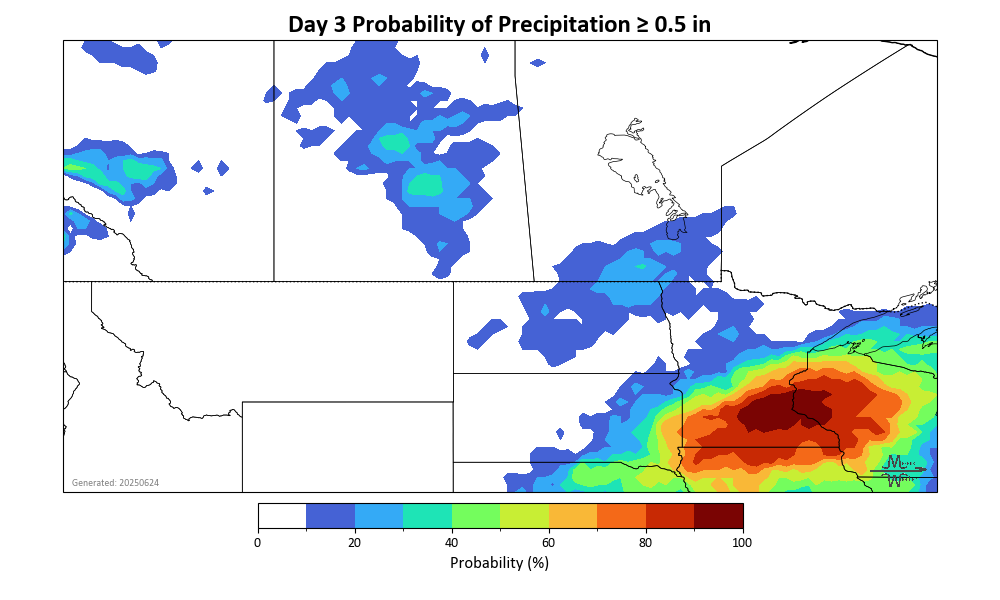 Day 3 Probability of Precipitation ≥ 0.5 in
Generated: 20250624
0 20 40 60 80 100
Probability (%)